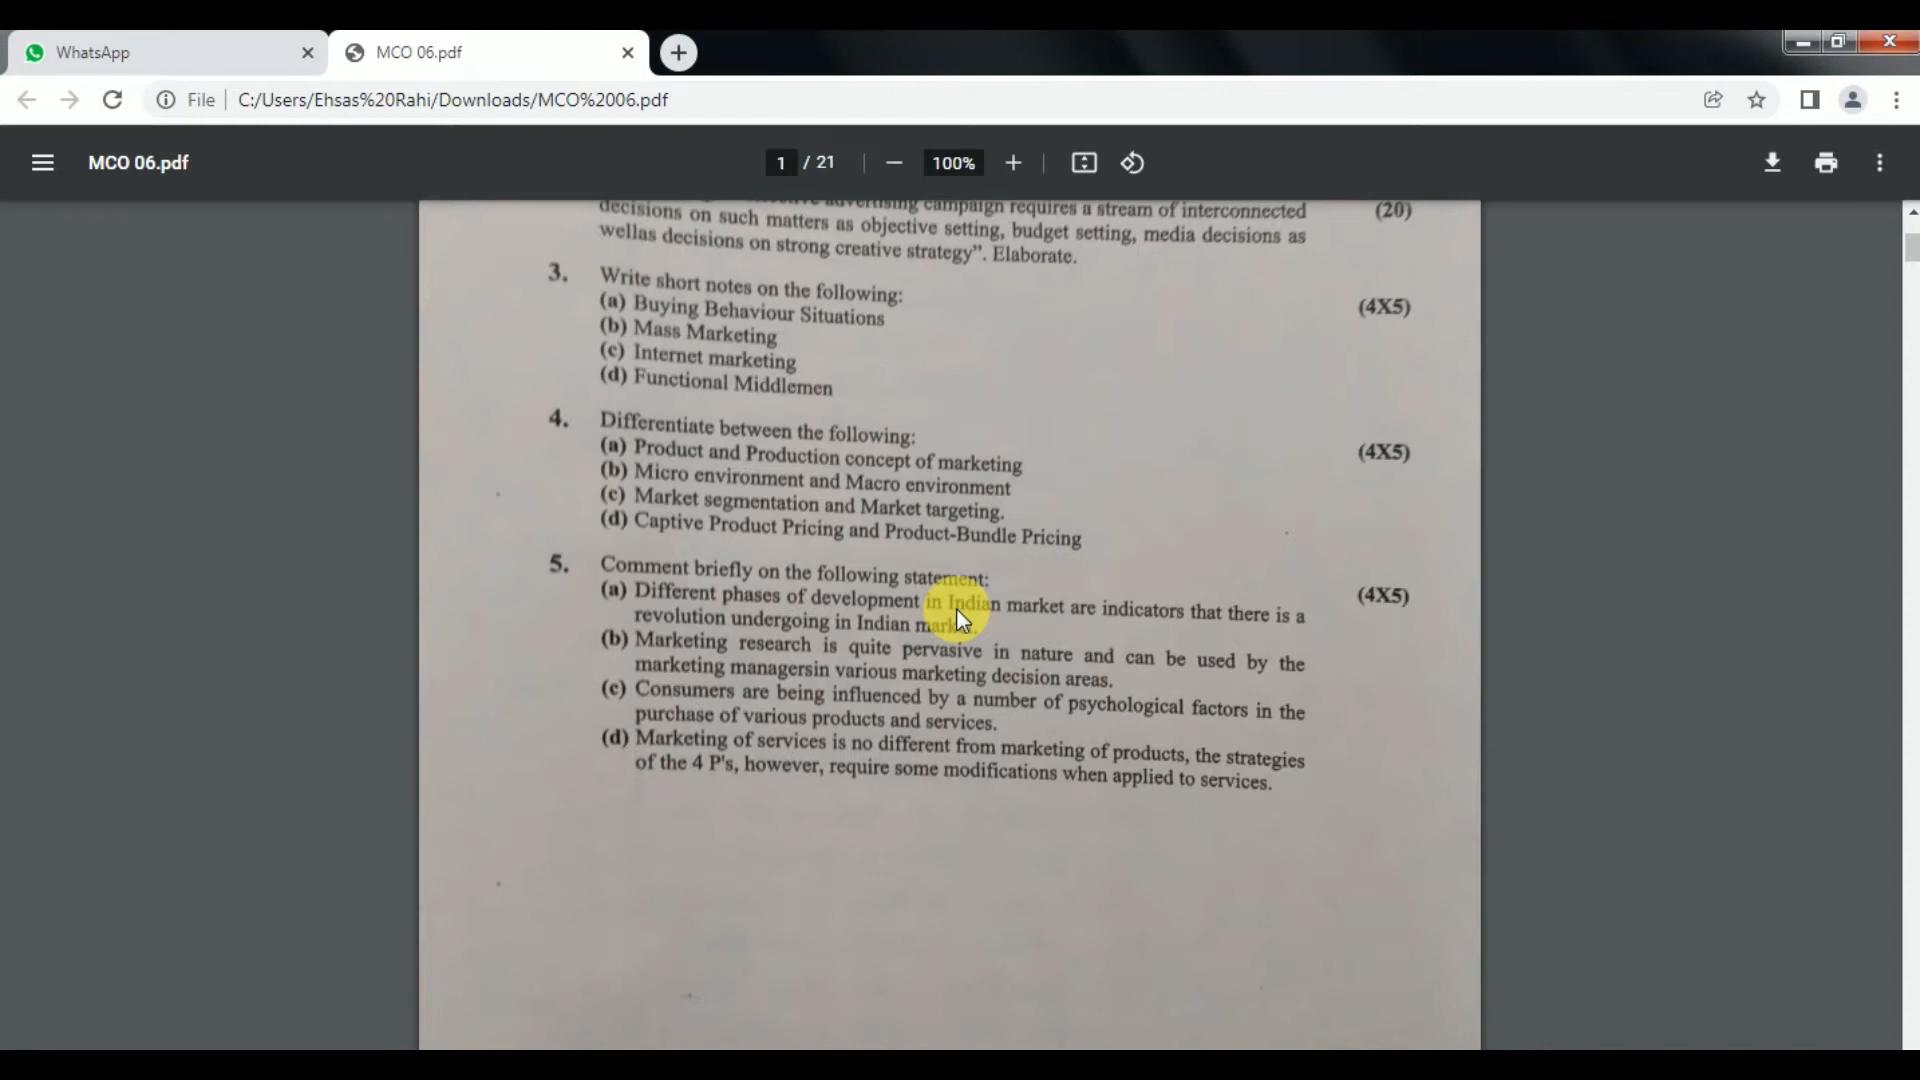 WhatsApp
MCO 06.pdf
File
C:/Users/Ehsas%20Rahi/Downloads/MCO%2006.pdf
MCO 06.pdf
1 / 21
100%
advertising campaign requires a stream of interconnected (20)
decisions on such matters as objective setting, budget setting, media decisions as
wellas decisions on strong creative strategy”. Elaborate.
3. Write short notes on the following: (4X5)
(a) Buying Behaviour Situations
(b) Mass Marketing
(c) Internet marketing
(d) Functional Middlemen
4. Differentiate between the following: (4X5)
(a) Product and Production concept of marketing
(b) Micro environment and Macro environment
(c) Market segmentation and Market targeting.
(d) Captive Product Pricing and Product-Bundle Pricing
5. Comment briefly on the following statement: (4X5)
(a) Different phases of development in Indian market are indicators that there is a
revolution undergoing in Indian market.
(b) Marketing research is quite pervasive in nature and can be used by the
marketing managersin various marketing decision areas.
(c) Consumers are being influenced by a number of psychological factors in the
purchase of various products and services.
(d) Marketing of services is no different from marketing of products, the strategies
of the 4 P's, however, require some modifications when applied to services.